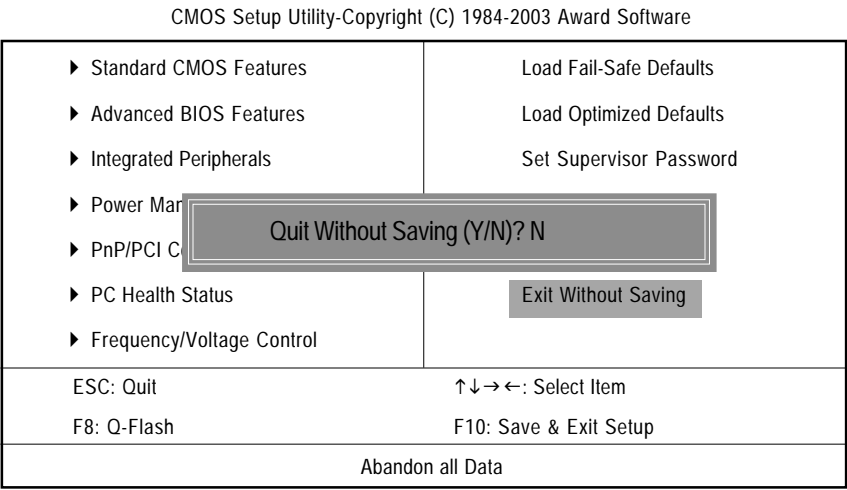 CMOS Setup Utility-Copyright (C) 1984-2003 Award Software
Standard CMOS Features
Load Fail-Safe Defaults
Advanced BIOS Features
Load Optimized Defaults
Integrated Peripherals
Set Supervisor Password
Power Man
Quit Without Saving (Y/N)? N
PnP/PCI C
PC Health Status
Exit Without Saving
Frequency/Voltage Control
ESC: Quit
↑↓→←: Select Item
F8: Q-Flash
F10: Save & Exit Setup
Abandon all Data